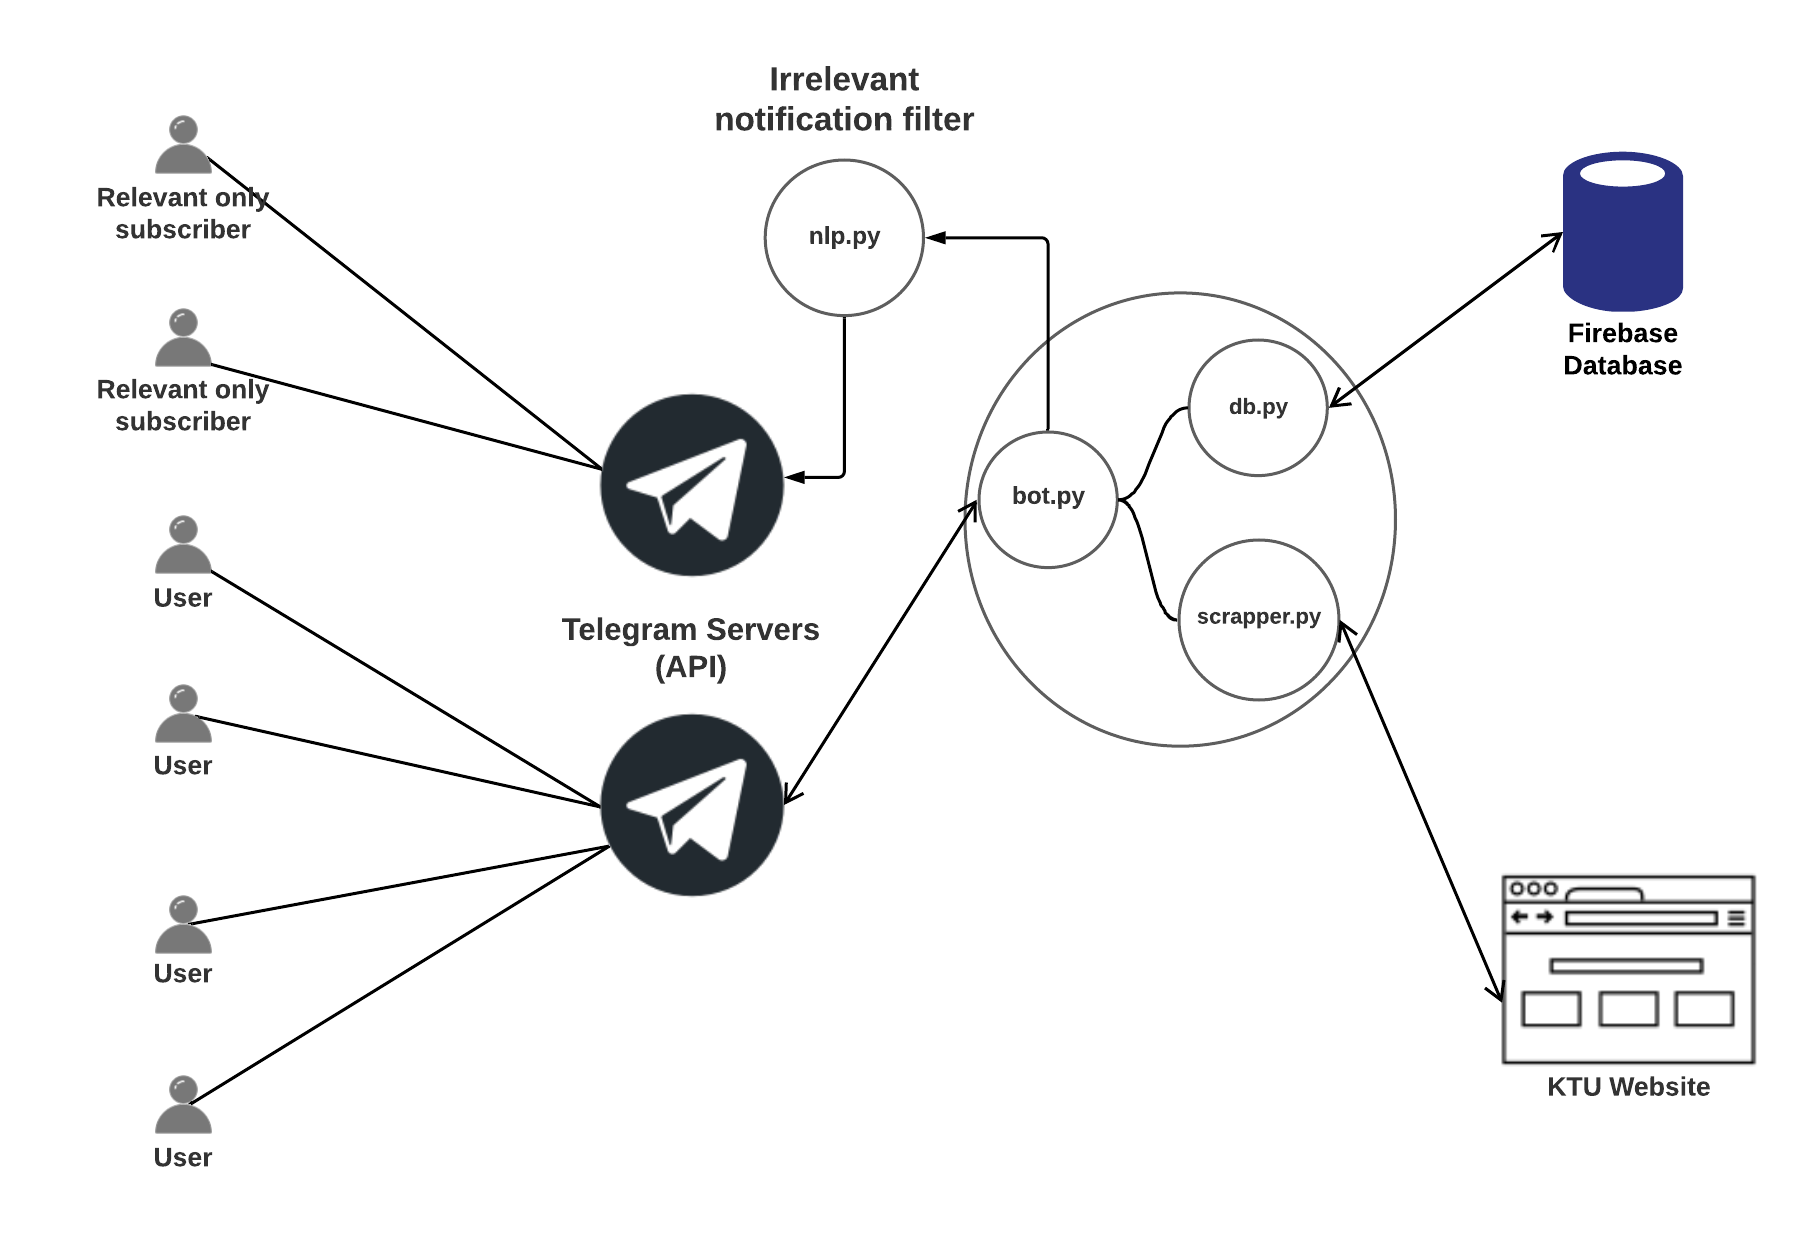 Irrelevant
notification filter
Relevant only
subscriber
nlp.py
Firebase
Database
Relevant only
subscriber
db.py
bot.py
User
scrapper.py
Telegram Servers
(API)
User
User
KTU Website
User